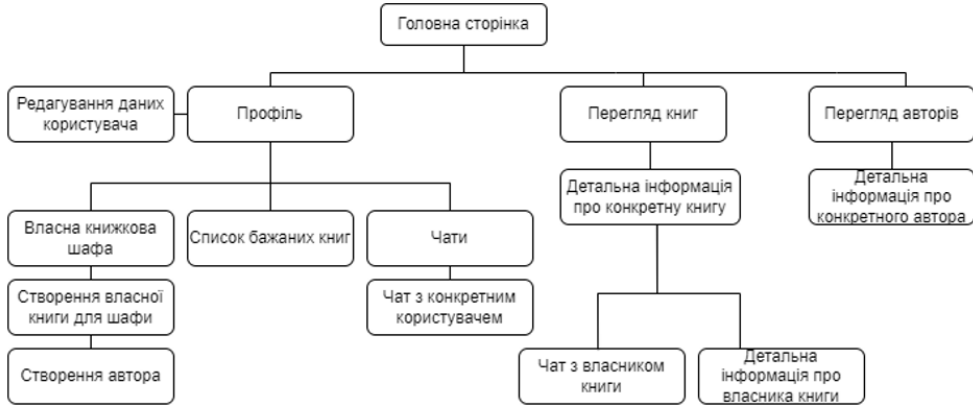 Головна сторінка
Редагування даних
користувача
Профіль
Перегляд книг
Перегляд авторів
Детальна інформація
про конкретну книгу
Детальна
інформація про
конкретного автора
Власна книжкова
шафа
Список бажаних книг
Чати
Створення власної
книги для шафи
Чат з конкретним
користувачем
Створення автора
Чат з власником
книги
Детальна
інформація про
власника книги